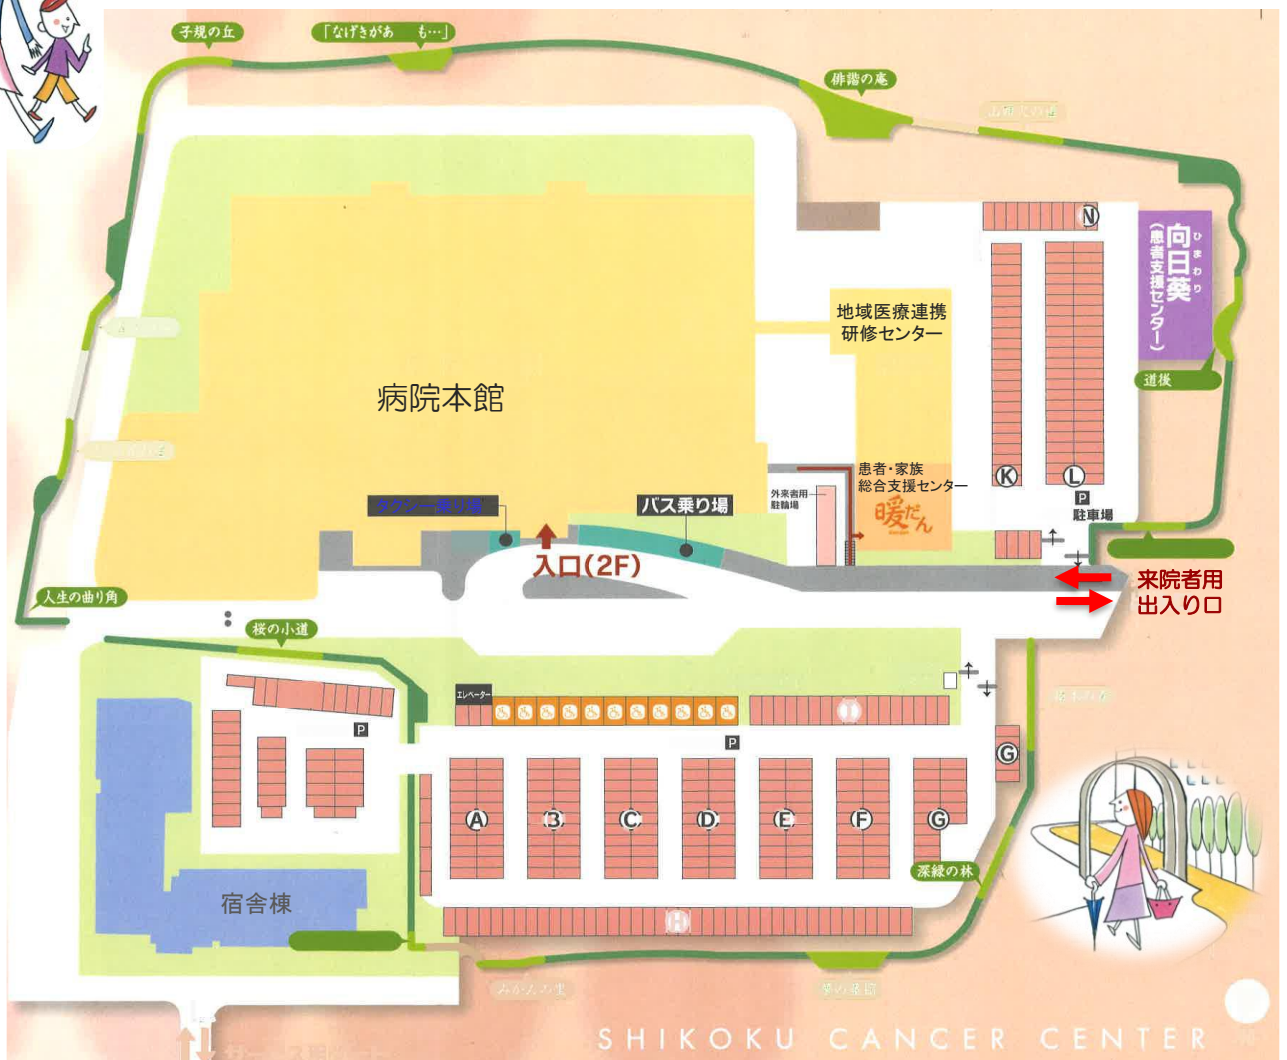 子規の丘
「なげきがあ も…」
俳諧の庵
N
向日葵
ひまわり
(患者支援センター)
地域医療連携
研修センター
病院本館
道後
K
L
P
駐車場
患者・家族
総合支援センター
暖だん
外来者用
駐輪場
タクシー乗り場
バス乗り場
入口(2F)
来院者用
出入り口
人生の曲り角
桜の小道
エレベーター
I
P
P
G
A
B
C
D
E
F
G
深緑の林
宿舎棟
H
みかんの里
SHIKOKU CANCER CENTER